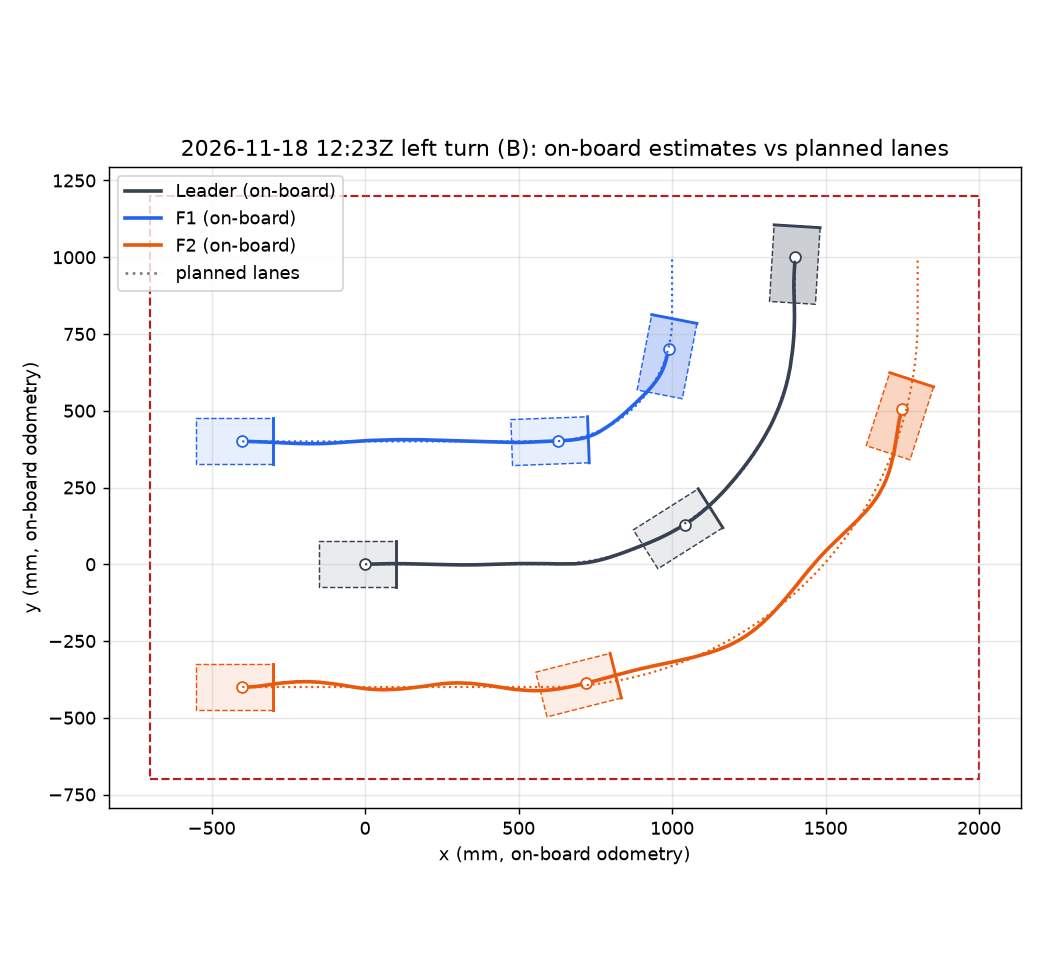 2026-11-18 12:23Z left turn (B): on-board estimates vs planned lanes
Leader (on-board)
F1 (on-board)
F2 (on-board)
planned lanes
1250
1000
750
500
250
0
−250
−500
−750
y (mm, on-board odometry)
−500
0
500
1000
1500
2000
x (mm, on-board odometry)